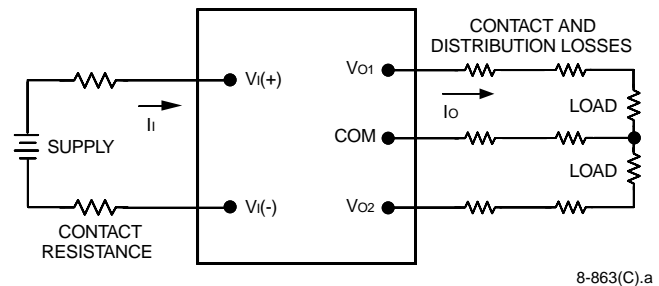 CONTACT AND
DISTRIBUTION LOSSES
VI(+)
VO1
II
IO
LOAD
SUPPLY
COM
LOAD
VI(-)
VO2
CONTACT
RESISTANCE
8-863(C).a